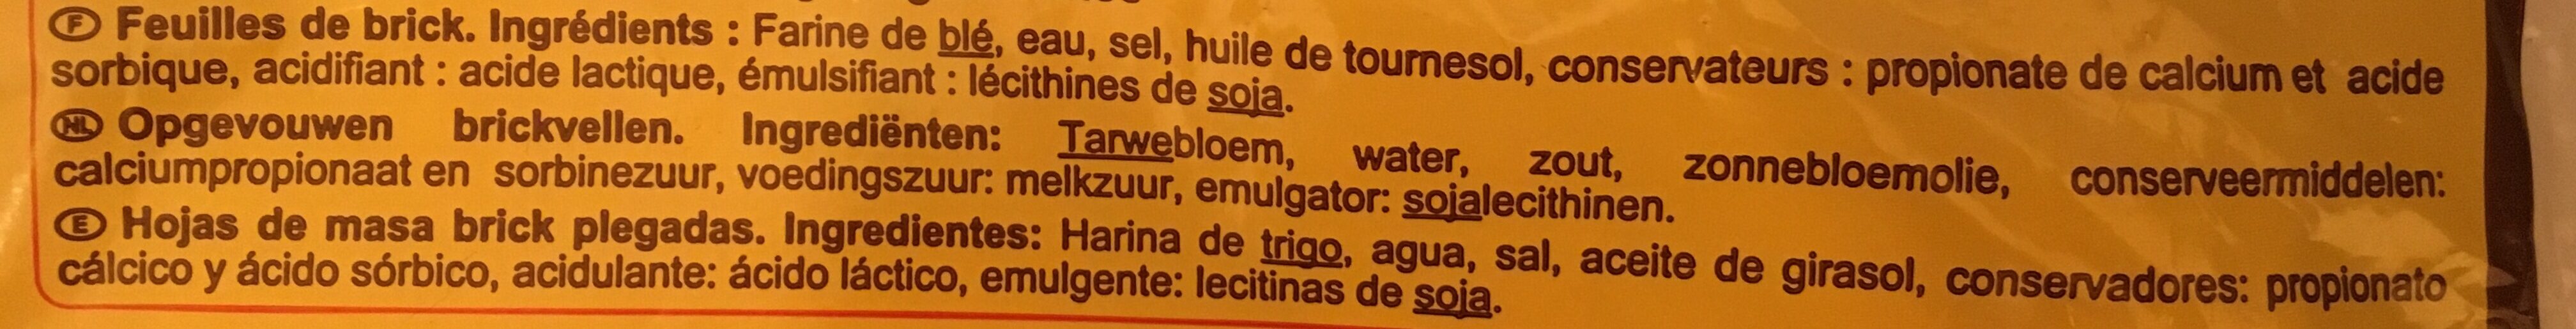 Ⓕ Feuilles de brick. Ingrédients : Farine de blé, eau, sel, huile de tournesol, conservateurs : propionate de calcium et acide
sorbique, acidifiant : acide lactique, émulsifiant : lécithines de soja.
NL Opgevouwen brickvellen. Ingrediënten: Tarwebloem, water, zout, zonnebloemolie, conserveermiddelen:
calciumpropionaat en sorbinezuur, voedingszuur: melkzuur, emulgator: sojalecithinen.
Ⓔ Hojas de masa brick plegadas. Ingredientes: Harina de trigo, agua, sal, aceite de girasol, conservadores: propionato
cálcico y ácido sórbico, acidulante: ácido láctico, emulgente: lecitinas de soja.